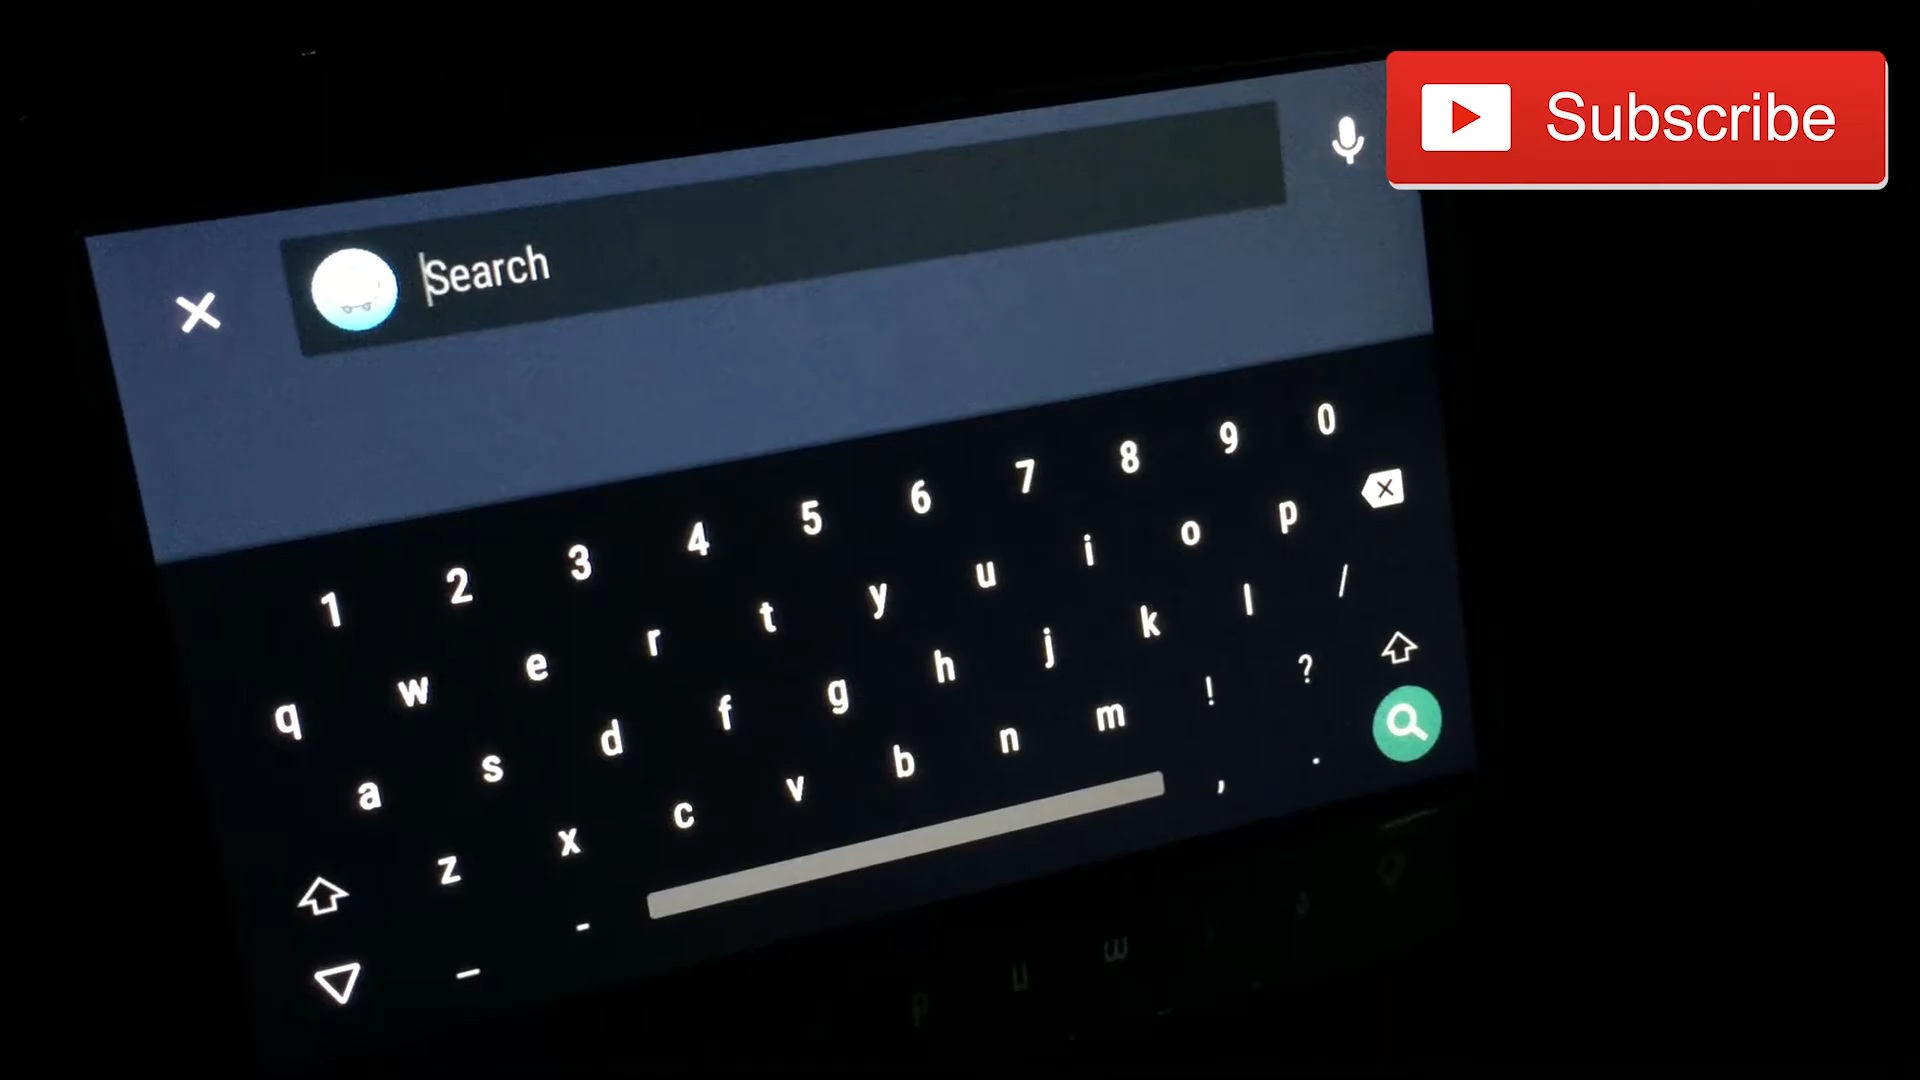 Subscribe
Search
1 2 3 4 5 6 7 8 9 0
q w e r t y u i o p
a s d f g h j k l /
z x c v b n m ! ?
_ - , .